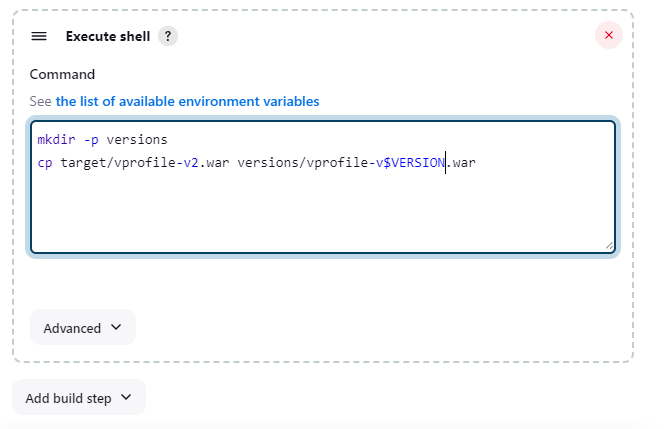 Execute shell ?
Command
See the list of available environment variables
mkdir -p versions
cp target/vprofile-v2.war versions/vprofile-v$VERSION.war
Advanced
Add build step